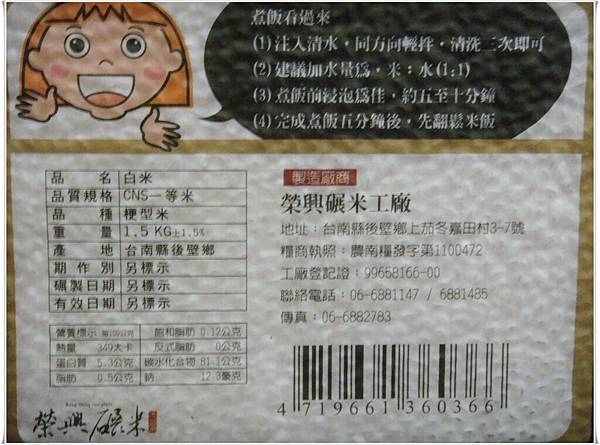 煮飯看過來
(1)注入清水，同方向輕拌，清洗二次即可
(2)建議加水量為，米：水(1:1)
(3)煮飯前浸泡為佳，約五至十分鐘
(4)完成煮飯五分鐘後，先翻鬆米飯
品名 白米
品質規格 CNS一等米
品種 梗型米
重量 1.5 KG±1.5%
產地 台南縣後壁鄉
期作別 另標示
碾製日期 另標示
有效日期 另標示
營養標示 每100公克 飽和脂肪 0.12公克
熱量 349大卡 反式脂肪 0公克
蛋白質 5.3公克 碳水化合物 81.1公克
脂肪 0.5公克 鈉 12.3毫克
榮興碾米
製造廠商
榮興碾米工廠
地址：台南縣後壁鄉上茄冬嘉田村3-7號
糧商執照：農南糧發字第1100472
工廠登記證：99658166-00
聯絡電話：06-6881147 / 6881485
傳真：06-6882783
4 719661 360366